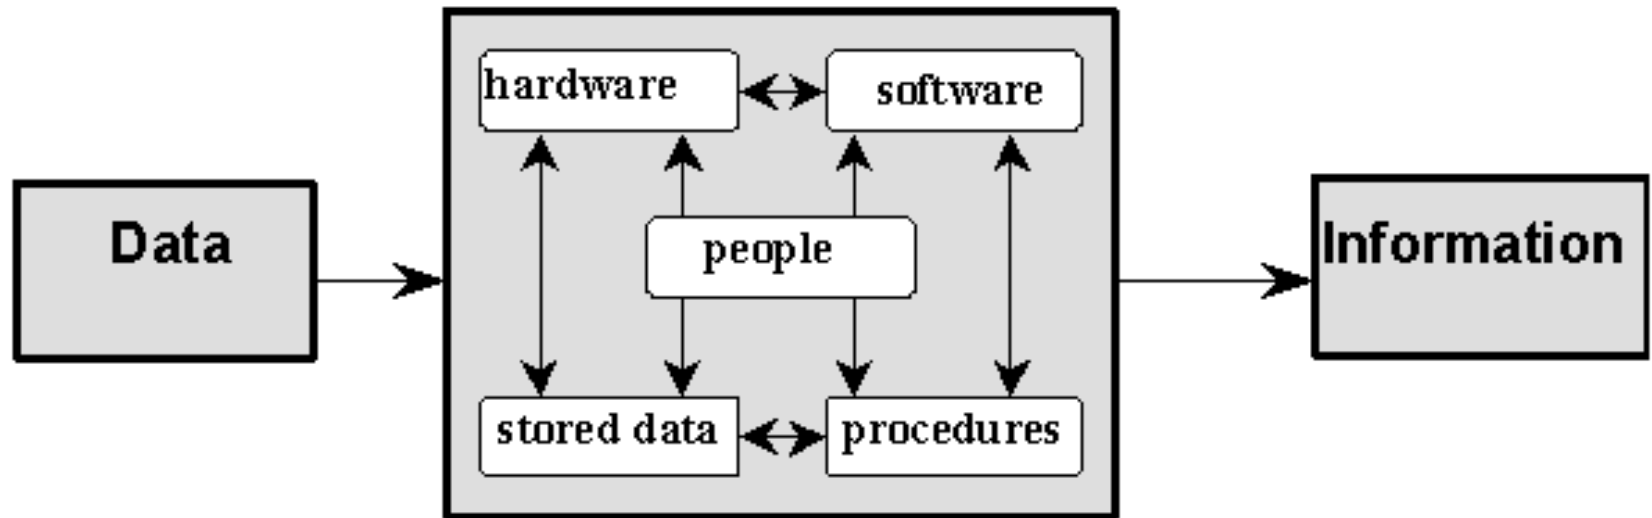 hardware
software
Data
people
Information
stored data
procedures